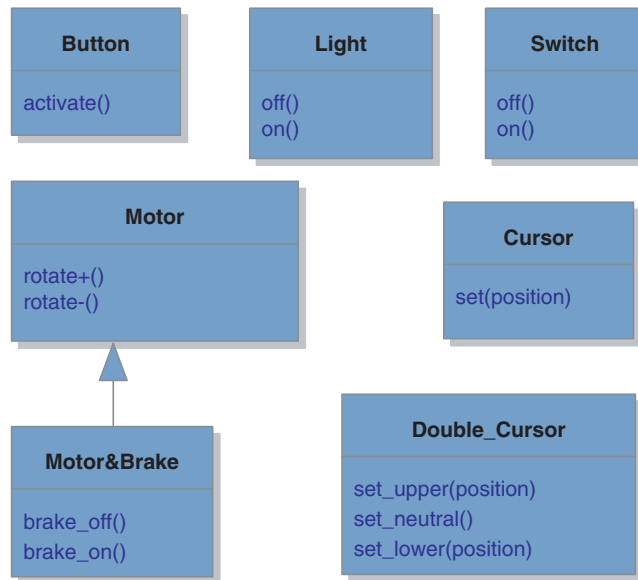 Button
activate()
Light
off()
on()
Switch
off()
on()
Motor
rotate+()
rotate-()
Cursor
set(position)
Motor&Brake
brake_off()
brake_on()
Double_Cursor
set_upper(position)
set_neutral()
set_lower(position)